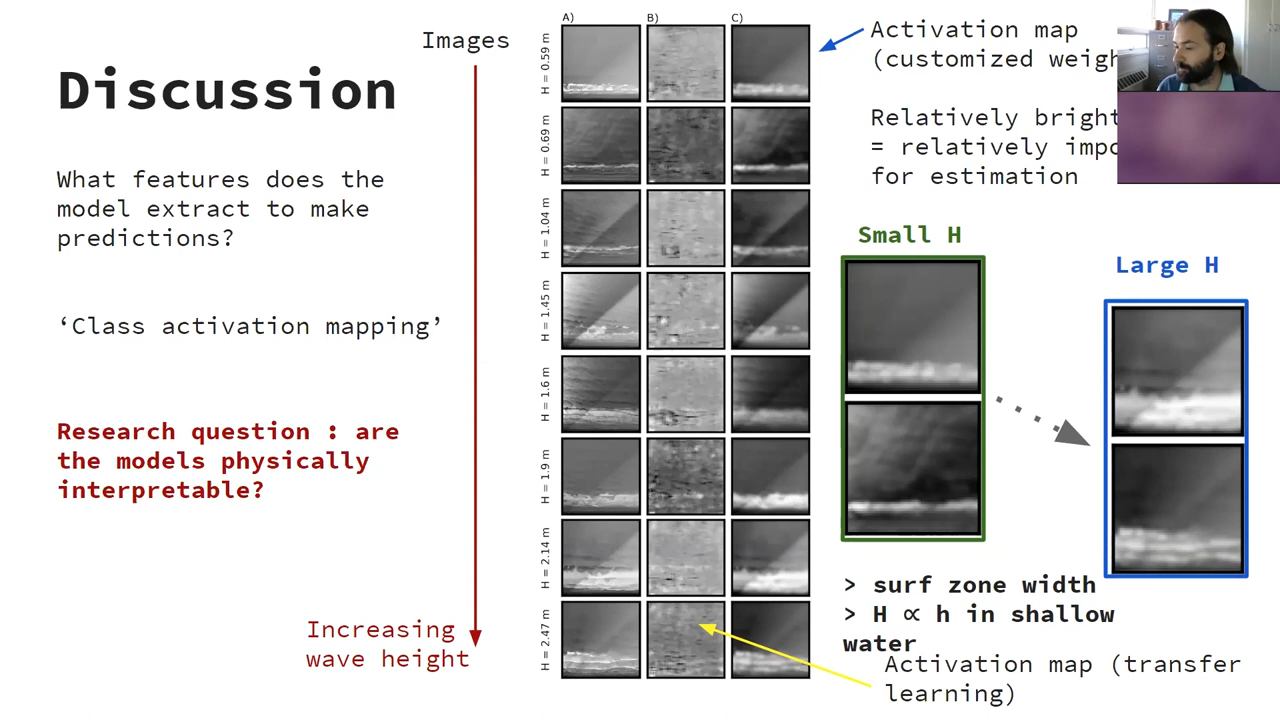 Discussion
What features does the
model extract to make
predictions?
‘Class activation mapping’
Research question : are
the models physically
interpretable?
Images
Increasing
wave height
A)
B)
C)
H = 0.59 m
H = 0.69 m
H = 1.04 m
H = 1.45 m
H = 1.6 m
H = 1.9 m
H = 2.14 m
H = 2.47 m
Activation map
(customized
Relatively
= relatively
for estimation
Small H
Large H
> surf zone width
> H ∝ h in shallow
water
Activation map (transfer
learning)